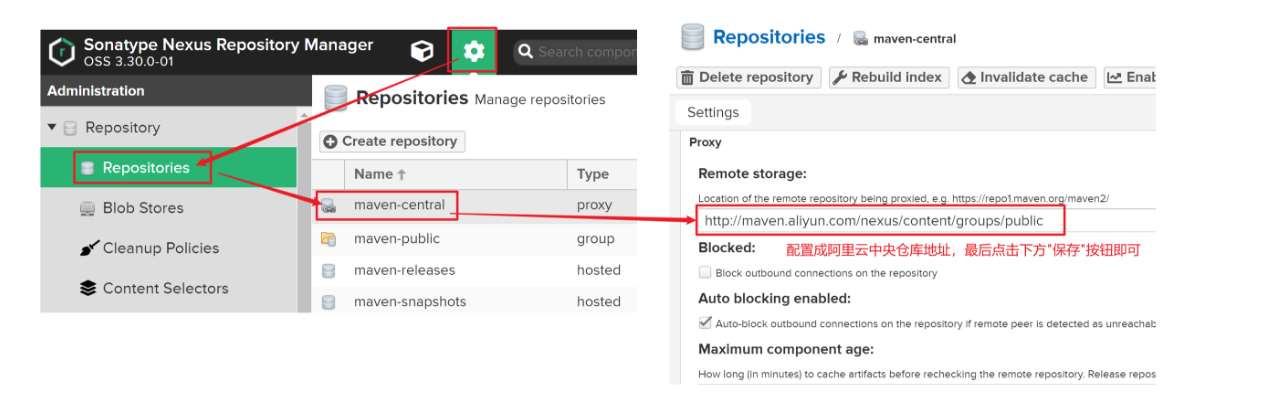 Sonatype Nexus Repository Manager
OSS 3.30.0-01
Search compon
Administration
Repository
Repositories
Blob Stores
Cleanup Policies
Content Selectors
Repositories Manage repositories
Create repository
Name Type
maven-central proxy
maven-public group
maven-releases hosted
maven-snapshots hosted
Repositories / maven-central
Delete repository Rebuild index Invalidate cache Enab
Settings
Proxy
Remote storage:
Location of the remote repository being proxied, e.g. https://repo1.maven.org/maven2/
http://maven.aliyun.com/nexus/content/groups/public
Blocked: 配置成阿里云中央仓库地址，最后点击下方"保存"按钮即可
Block outbound connections on the repository
Auto blocking enabled:
Auto-block outbound connections on the repository if remote peer is detected as unreachab
Maximum component age:
How long (in minutes) to cache artifacts before rechecking the remote repository. Release repos